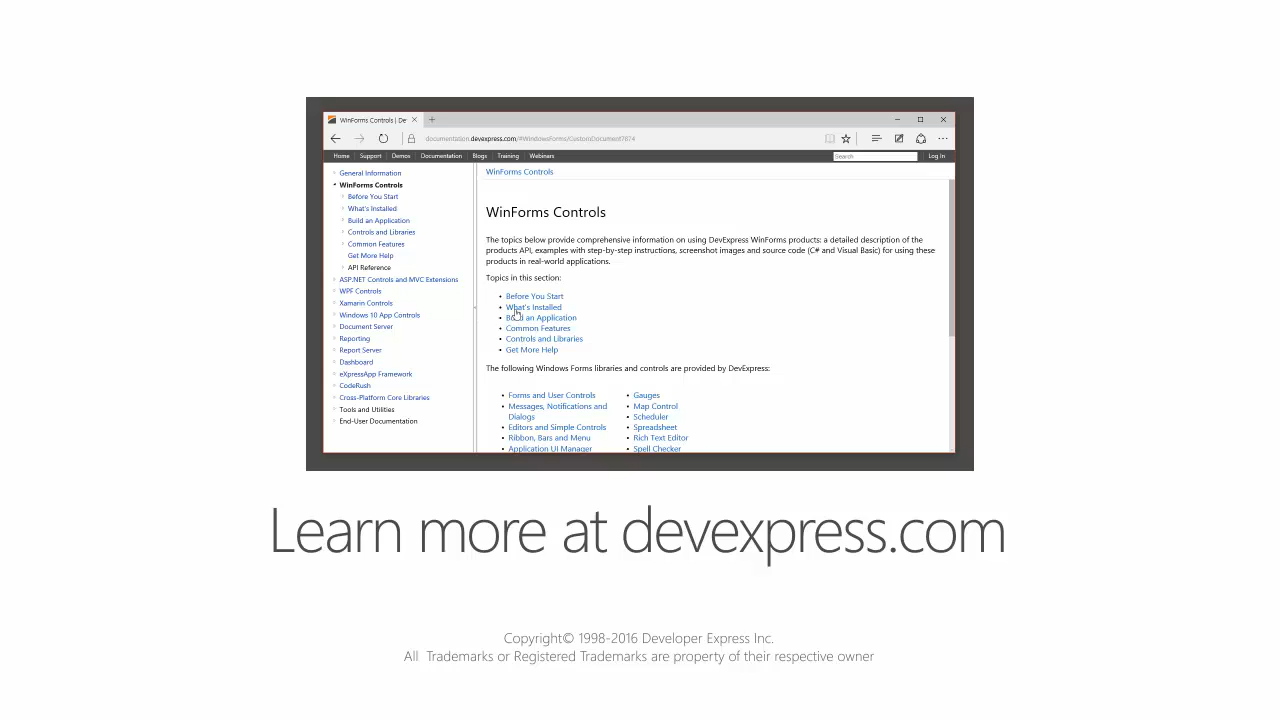 WinForms Controls | De
documentation.devexpress.com/#WindowsForms/CustomDocument7874
Home Support Demos Documentation Blogs Training Webinars Search Log In
General Information
WinForms Controls
Before You Start
What's Installed
Build an Application
Controls and Libraries
Common Features
Get More Help
API Reference
ASP.NET Controls and MVC Extensions
WPF Controls
Xamarin Controls
Windows 10 App Controls
Document Server
Reporting
Report Server
Dashboard
eXpressApp Framework
CodeRush
Cross-Platform Core Libraries
Tools and Utilities
End-User Documentation
WinForms Controls
WinForms Controls
The topics below provide comprehensive information on using DevExpress WinForms products: a detailed description of the
products API, examples with step-by-step instructions, screenshot images and source code (C# and Visual Basic) for using these
products in real-world applications.
Topics in this section:
• Before You Start
• What's Installed
• Build an Application
• Common Features
• Controls and Libraries
• Get More Help
The following Windows Forms libraries and controls are provided by DevExpress:
• Forms and User Controls
• Messages, Notifications and
Dialogs
• Editors and Simple Controls
• Ribbon, Bars and Menu
• Application UI Manager
• Gauges
• Map Control
• Scheduler
• Spreadsheet
• Rich Text Editor
• Spell Checker
Learn more at devexpress.com
Copyright© 1998-2016 Developer Express Inc.
All Trademarks or Registered Trademarks are property of their respective owner